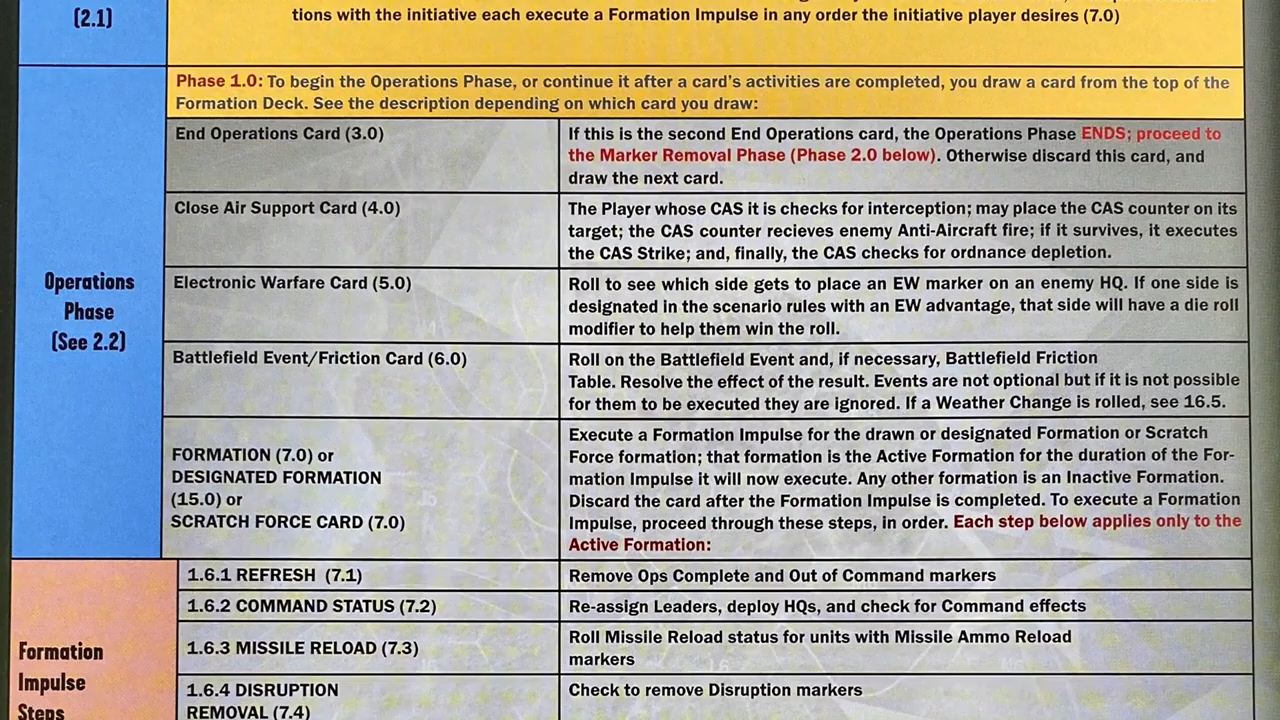 (2.1)
tions with the initiative each execute a Formation Impulse in any order the initiative player desires (7.0)
Phase 1.0: To begin the Operations Phase, or continue it after a card's activities are completed, you draw a card from the top of the
Formation Deck. See the description depending on which card you draw:
Operations
Phase
(See 2.2)
End Operations Card (3.0)
If this is the second End Operations card, the Operations Phase ENDS; proceed to
the Marker Removal Phase (Phase 2.0 below). Otherwise discard this card, and
draw the next card.
Close Air Support Card (4.0)
The Player whose CAS it is checks for interception; may place the CAS counter on its
target; the CAS counter recieves enemy Anti-Aircraft fire; if it survives, it executes
the CAS Strike; and, finally, the CAS checks for ordnance depletion.
Electronic Warfare Card (5.0)
Roll to see which side gets to place an EW marker on an enemy HQ. If one side is
designated in the scenario rules with an EW advantage, that side will have a die roll
modifier to help them win the roll.
Battlefield Event/Friction Card (6.0)
Roll on the Battlefield Event and, if necessary, Battlefield Friction
Table. Resolve the effect of the result. Events are not optional but if it is not possible
for them to be executed they are ignored. If a Weather Change is rolled, see 16.5.
FORMATION (7.0) or
DESIGNATED FORMATION
(15.0) or
SCRATCH FORCE CARD (7.0)
Execute a Formation Impulse for the drawn or designated Formation or Scratch
Force formation; that formation is the Active Formation for the duration of the For-
mation Impulse it will now execute. Any other formation is an Inactive Formation.
Discard the card after the Formation Impulse is completed. To execute a Formation
Impulse, proceed through these steps, in order. Each step below applies only to the
Active Formation:
Formation
Impulse
Steps
1.6.1 REFRESH (7.1)
Remove Ops Complete and Out of Command markers
1.6.2 COMMAND STATUS (7.2)
Re-assign Leaders, deploy HQs, and check for Command effects
1.6.3 MISSILE RELOAD (7.3)
Roll Missile Reload status for units with Missile Ammo Reload
markers
1.6.4 DISRUPTION
REMOVAL (7.4)
Check to remove Disruption markers